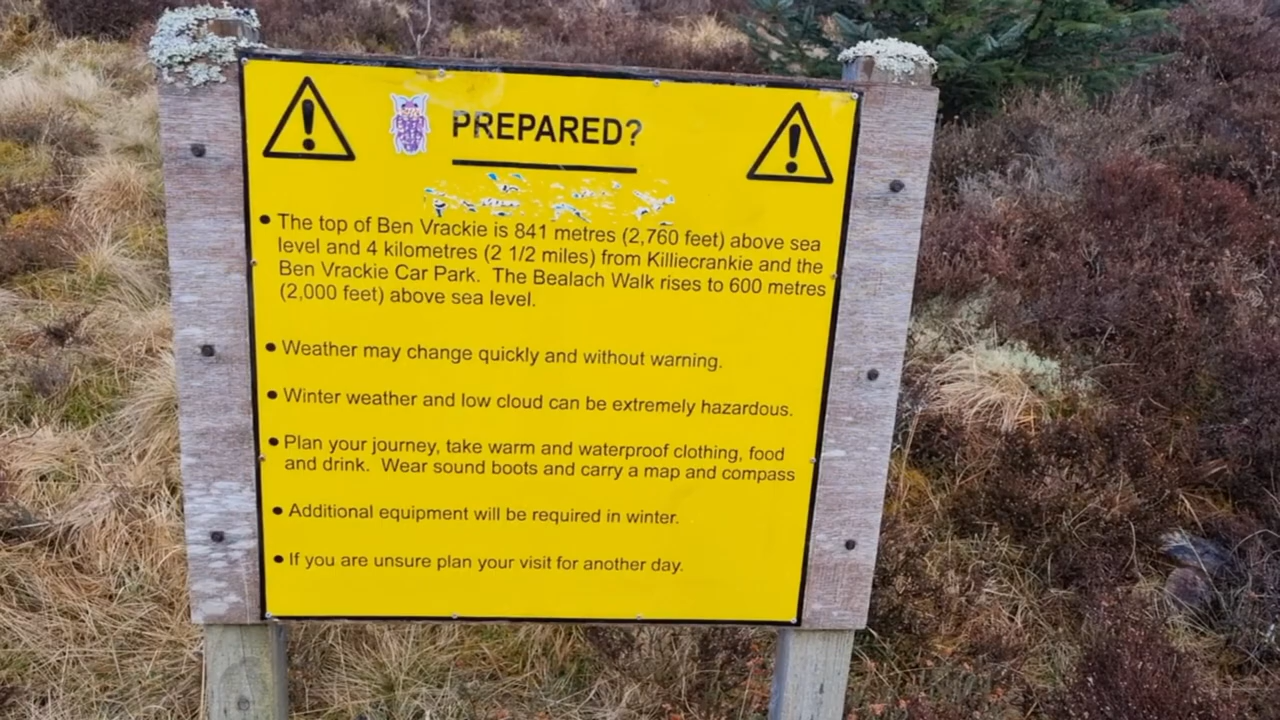 PREPARED?
• The top of Ben Vrackie is 841 metres (2,760 feet) above sea
level and 4 kilometres (2 1/2 miles) from Killiecrankie and the
Ben Vrackie Car Park. The Bealach Walk rises to 600 metres
(2,000 feet) above sea level.
• Weather may change quickly and without warning.
• Winter weather and low cloud can be extremely hazardous.
• Plan your journey, take warm and waterproof clothing, food
and drink. Wear sound boots and carry a map and compass
• Additional equipment will be required in winter.
• If you are unsure plan your visit for another day.